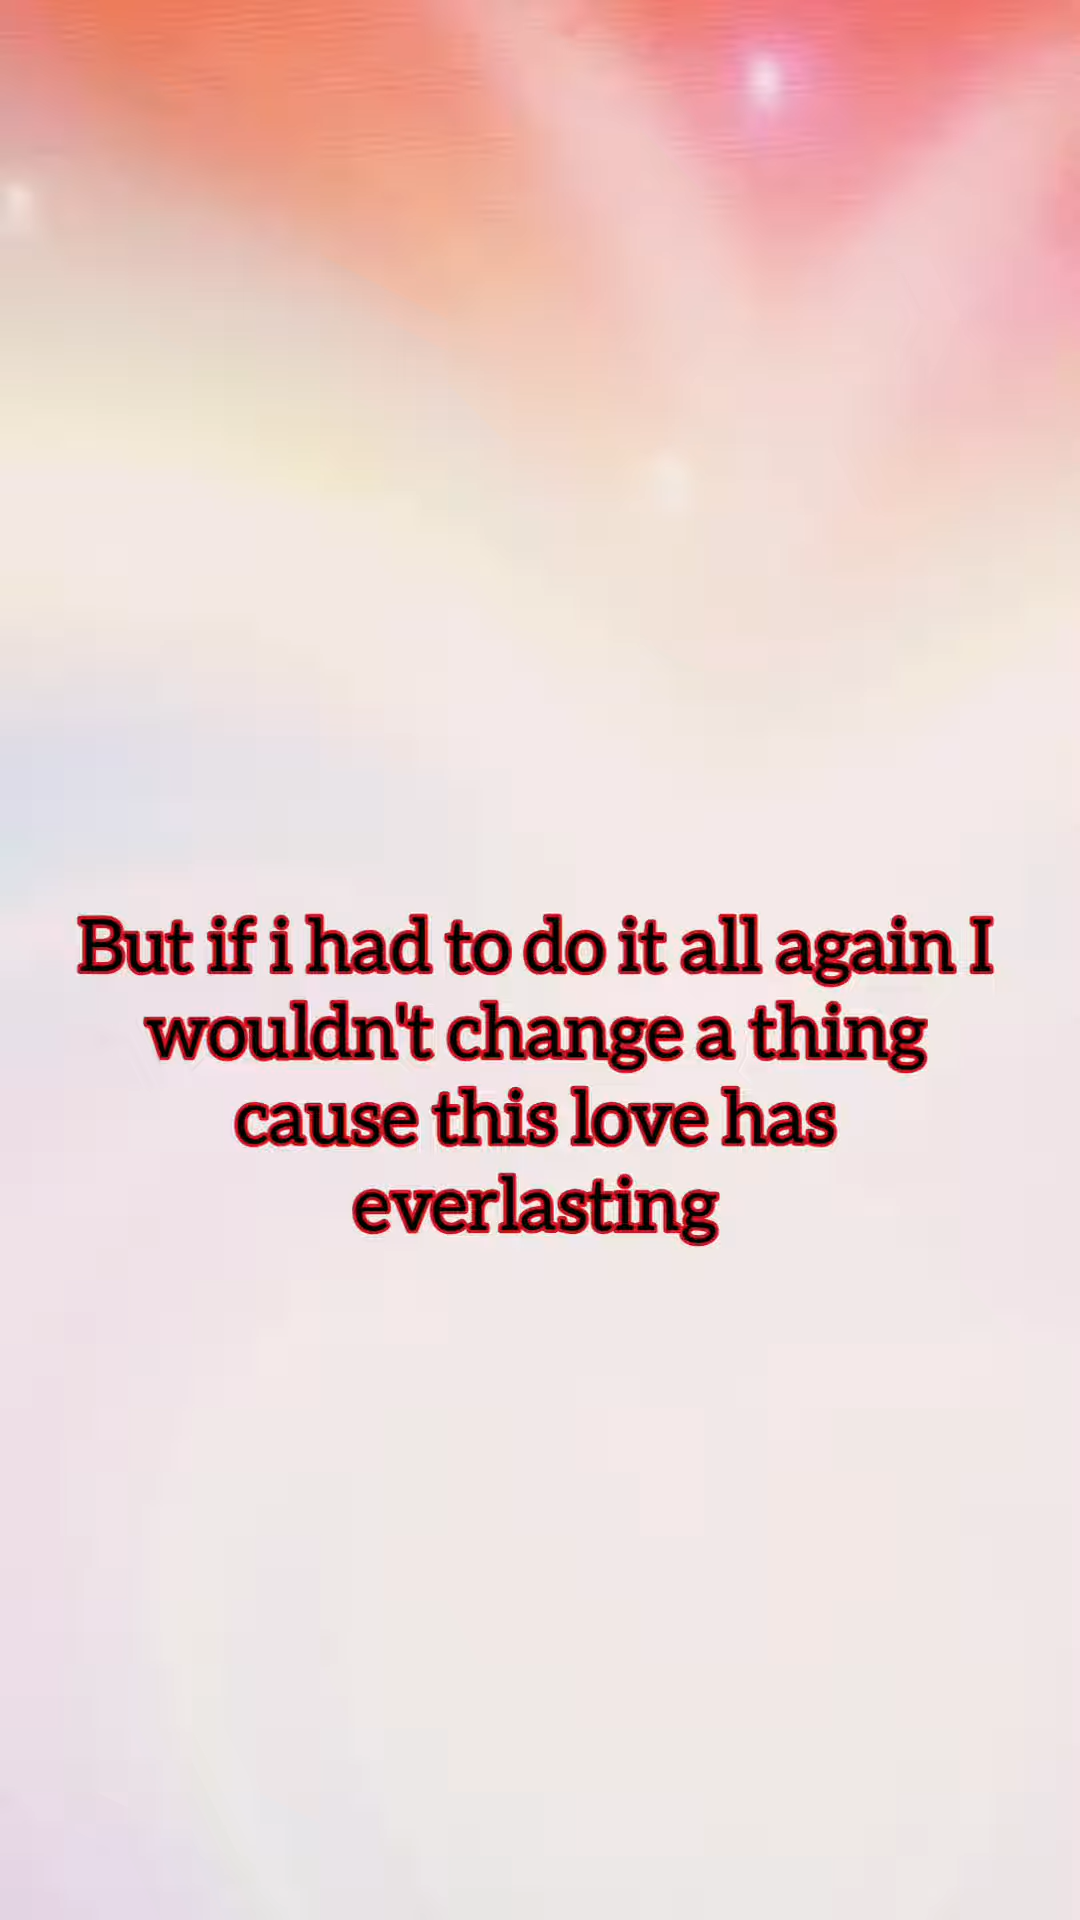 But if i had to do it all again I
wouldn't change a thing
cause this love has
everlasting